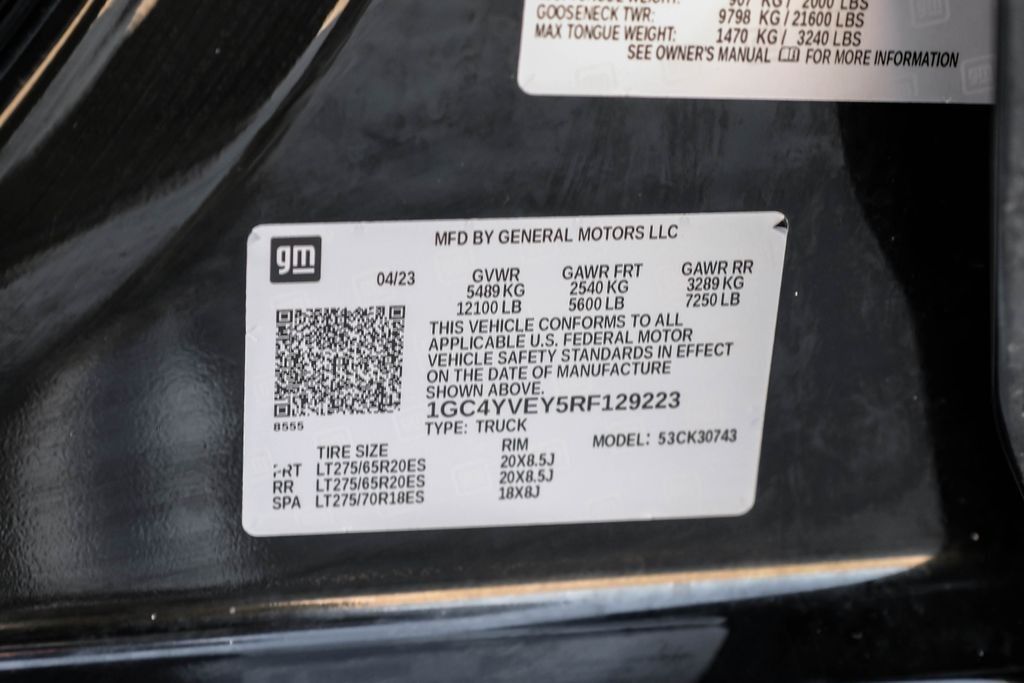 907 KG / 2000 LBS
GOOSENECK TWR: 9798 KG/21600 LBS
MAX TONGUE WEIGHT: 1470 KG/ 3240 LBS
SEE OWNER'S MANUAL FOR MORE INFORMATION
gm
MFD BY GENERAL MOTORS LLC
04/23
GVWR GAWR FRT GAWR RR
5489 KG 2540 KG 3289 KG
12100 LB 5600 LB 7250 LB
THIS VEHICLE CONFORMS TO ALL
APPLICABLE U.S. FEDERAL MOTOR
VEHICLE SAFETY STANDARDS IN EFFECT
ON THE DATE OF MANUFACTURE
SHOWN ABOVE.
8555
1GC4YVEY5RF129223
TYPE: TRUCK
MODEL: 53CK30743
TIRE SIZE RIM
FRT LT275/65R20ES 20X8.5J
RR LT275/65R20ES 20X8.5J
SPA LT275/70R18ES 18X8J